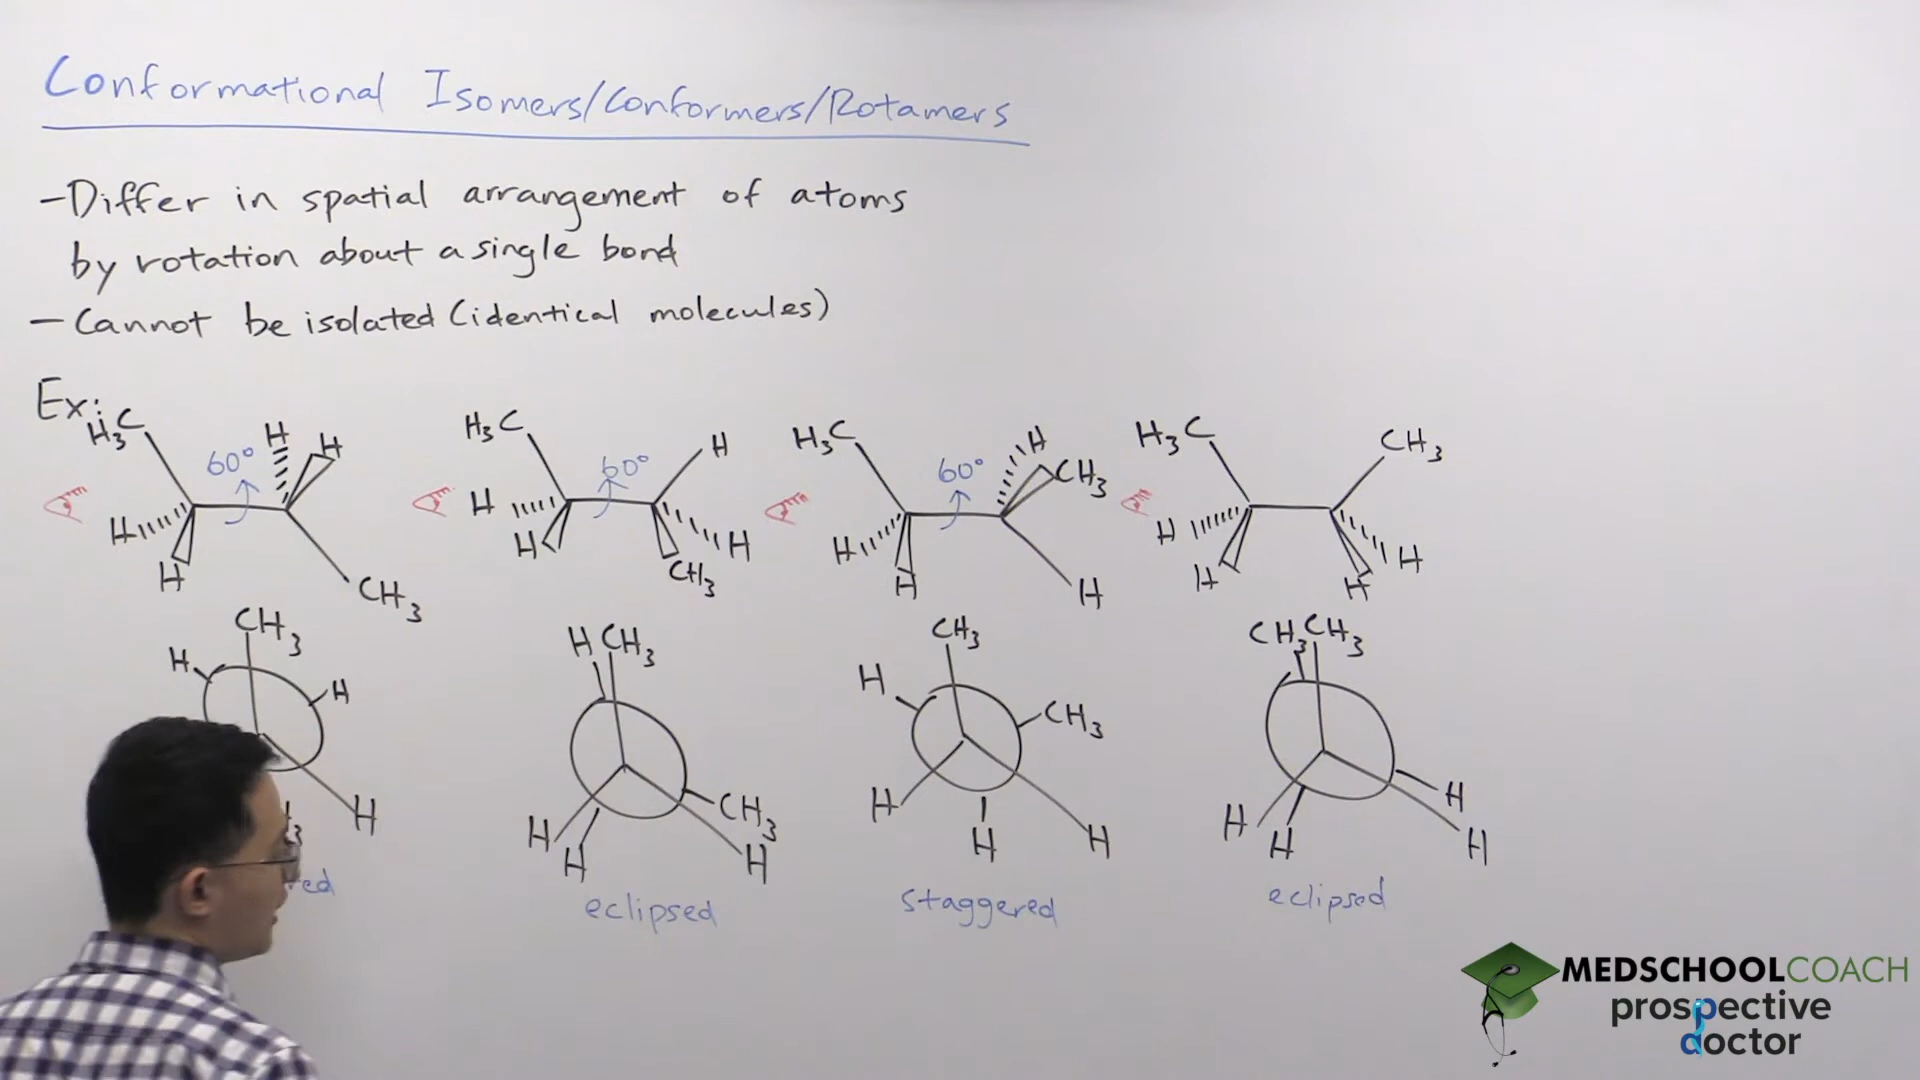 Conformational Isomers/Conformers/Rotamers
-Differ in spatial arrangement of atoms
by rotation about a single bond
- Cannot be isolated (identical molecules)
Ex:
H₃C H H 60° H H CH₃
H₃C H 60° H H H CH₃
H₃C H CH₃ 60° H H H
H₃C CH₃ H H H H
CH₃ H H H
H CH₃ H H CH₃ H
CH₃ H CH₃ H H H
CH₃ CH₃ H H H H
eclipsed
staggered
eclipsed
MEDSCHOOLCOACH
prospective
doctor